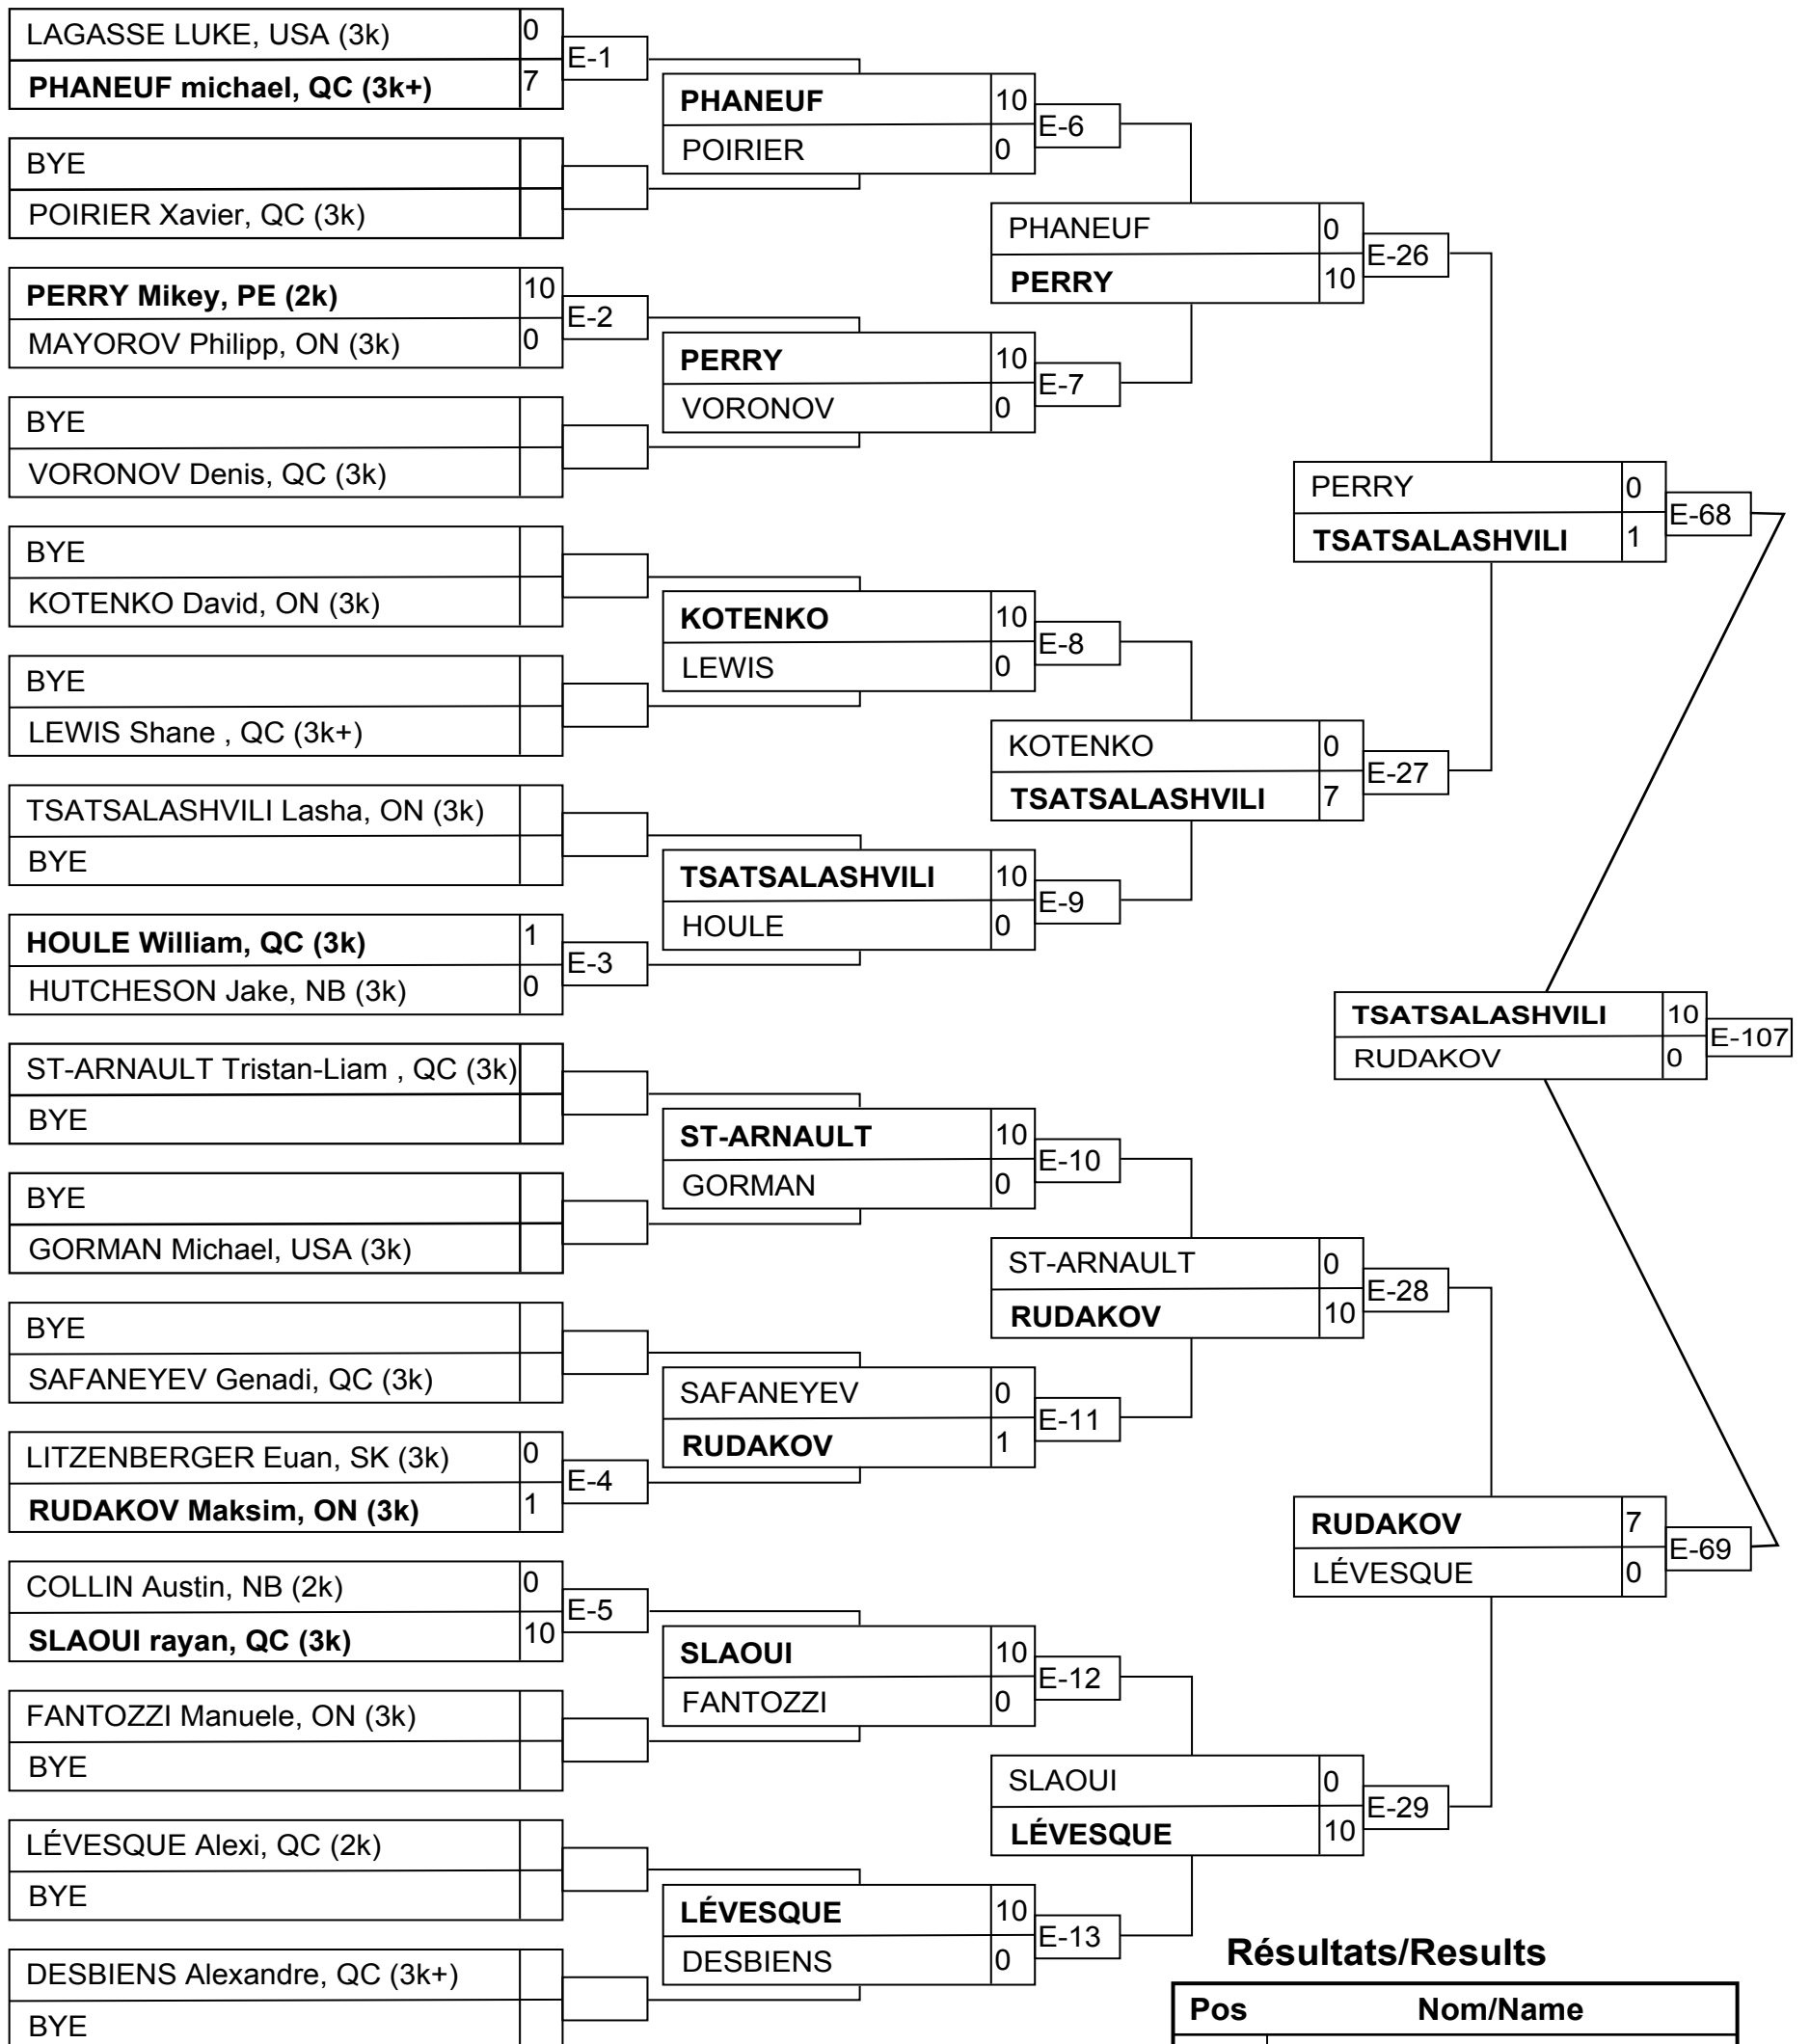 LAGASSE LUKE, USA (3k) 0
E-1
PHANEUF michael, QC (3k+) 7
BYE
POIRIER Xavier, QC (3k)
PERRY Mikey, PE (2k) 10
E-2
MAYOROV Philipp, ON (3k) 0
BYE
VORONOV Denis, QC (3k)
BYE
KOTENKO David, ON (3k)
BYE
LEWIS Shane , QC (3k+)
TSATSALASHVILI Lasha, ON (3k)
BYE
HOULE William, QC (3k) 1
E-3
HUTCHESON Jake, NB (3k) 0
ST-ARNAULT Tristan-Liam , QC (3k)
BYE
BYE
GORMAN Michael, USA (3k)
BYE
SAFANEYEV Genadi, QC (3k)
LITZENBERGER Euan, SK (3k) 0
E-4
RUDAKOV Maksim, ON (3k) 1
COLLIN Austin, NB (2k) 0
E-5
SLAOUI rayan, QC (3k) 10
FANTOZZI Manuele, ON (3k)
BYE
LÉVESQUE Alexi, QC (2k)
BYE
DESBIENS Alexandre, QC (3k+)
BYE
PHANEUF 10
E-6
POIRIER 0
PERRY 10
E-7
VORONOV 0
KOTENKO 10
E-8
LEWIS 0
TSATSALASHVILI 10
E-9
HOULE 0
ST-ARNAULT 10
E-10
GORMAN 0
SAFANEYEV 0
E-11
RUDAKOV 1
SLAOUI 10
E-12
FANTOZZI 0
LÉVESQUE 10
E-13
DESBIENS 0
PHANEUF 0
E-26
PERRY 10
KOTENKO 0
E-27
TSATSALASHVILI 7
ST-ARNAULT 0
E-28
RUDAKOV 10
SLAOUI 0
E-29
LÉVESQUE 10
PERRY 0
E-68
TSATSALASHVILI 1
RUDAKOV 7
E-69
LÉVESQUE 0
TSATSALASHVILI 10
E-107
RUDAKOV 0
Résultats/Results
Pos Nom/Name